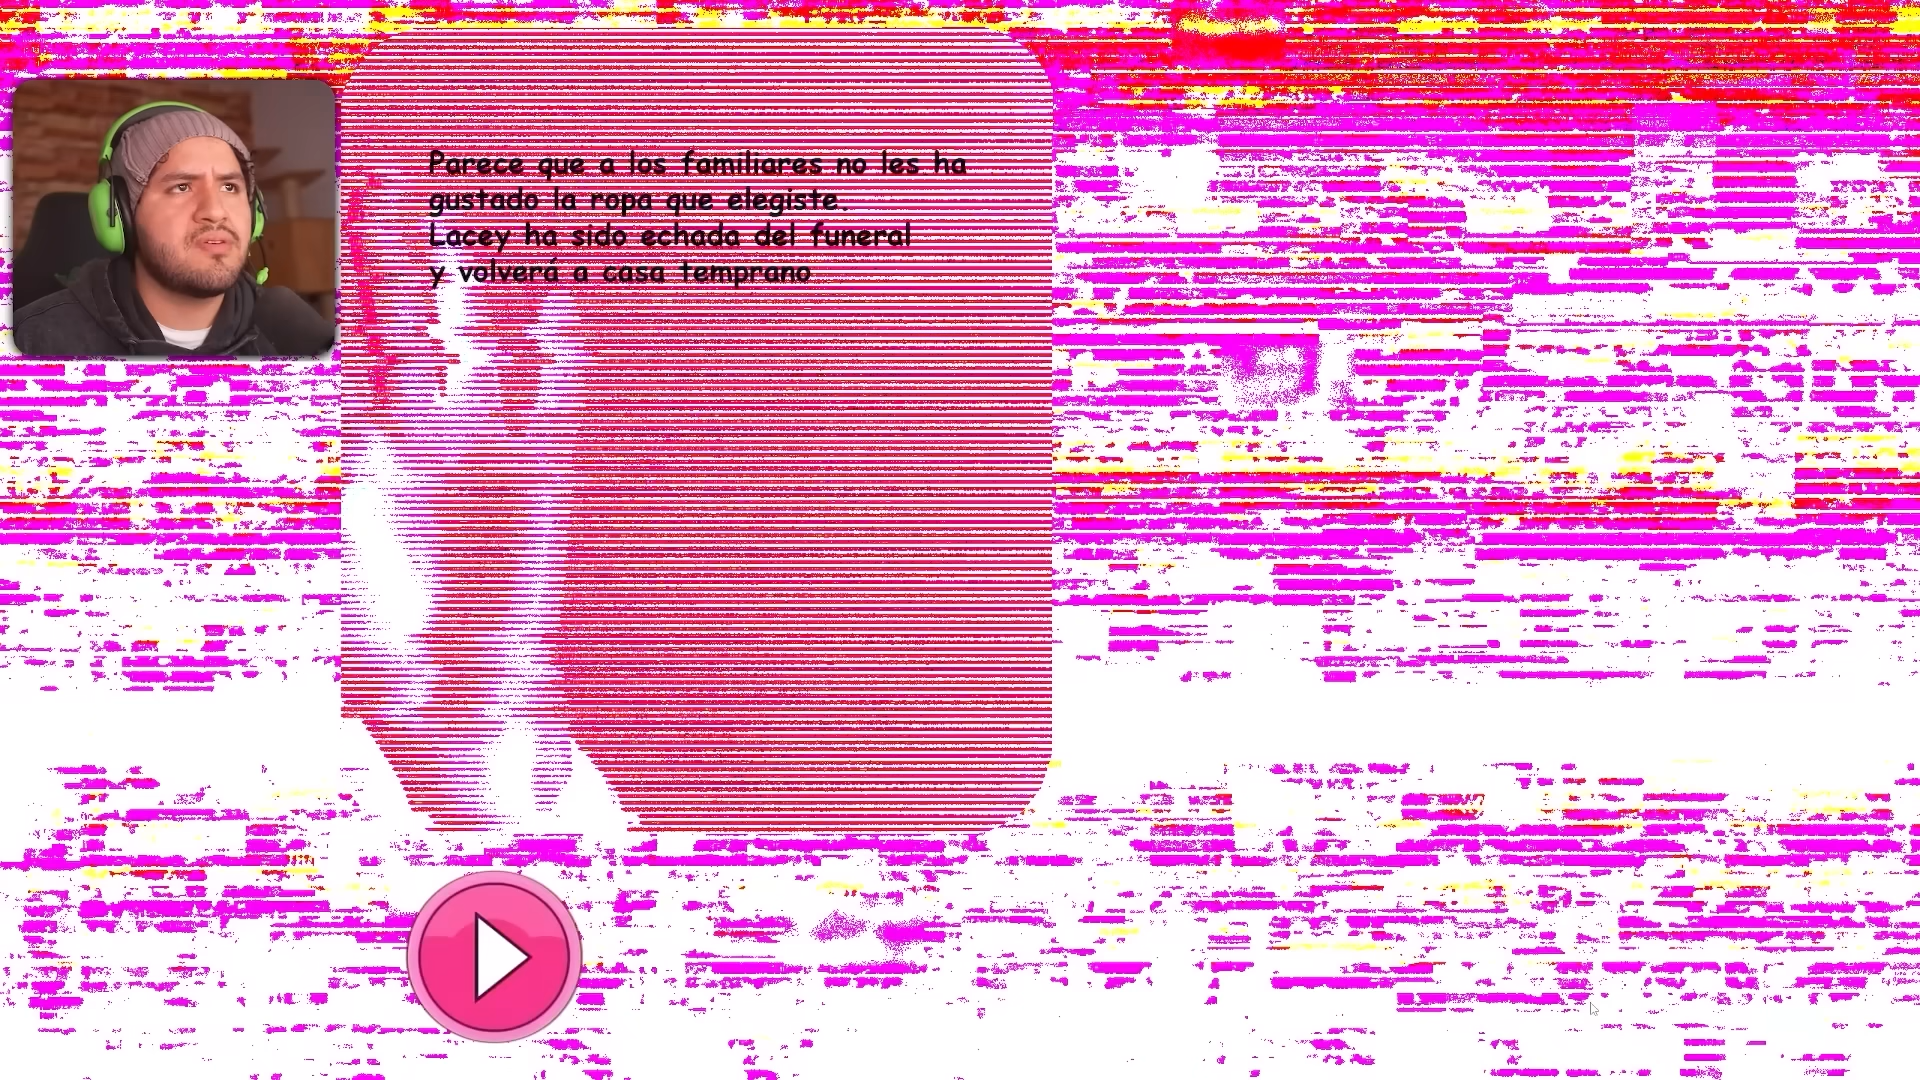 Parece que a los familiares no les ha
gustado la ropa que elegiste.
Lacey ha sido echada del funeral
y volverá a casa temprano